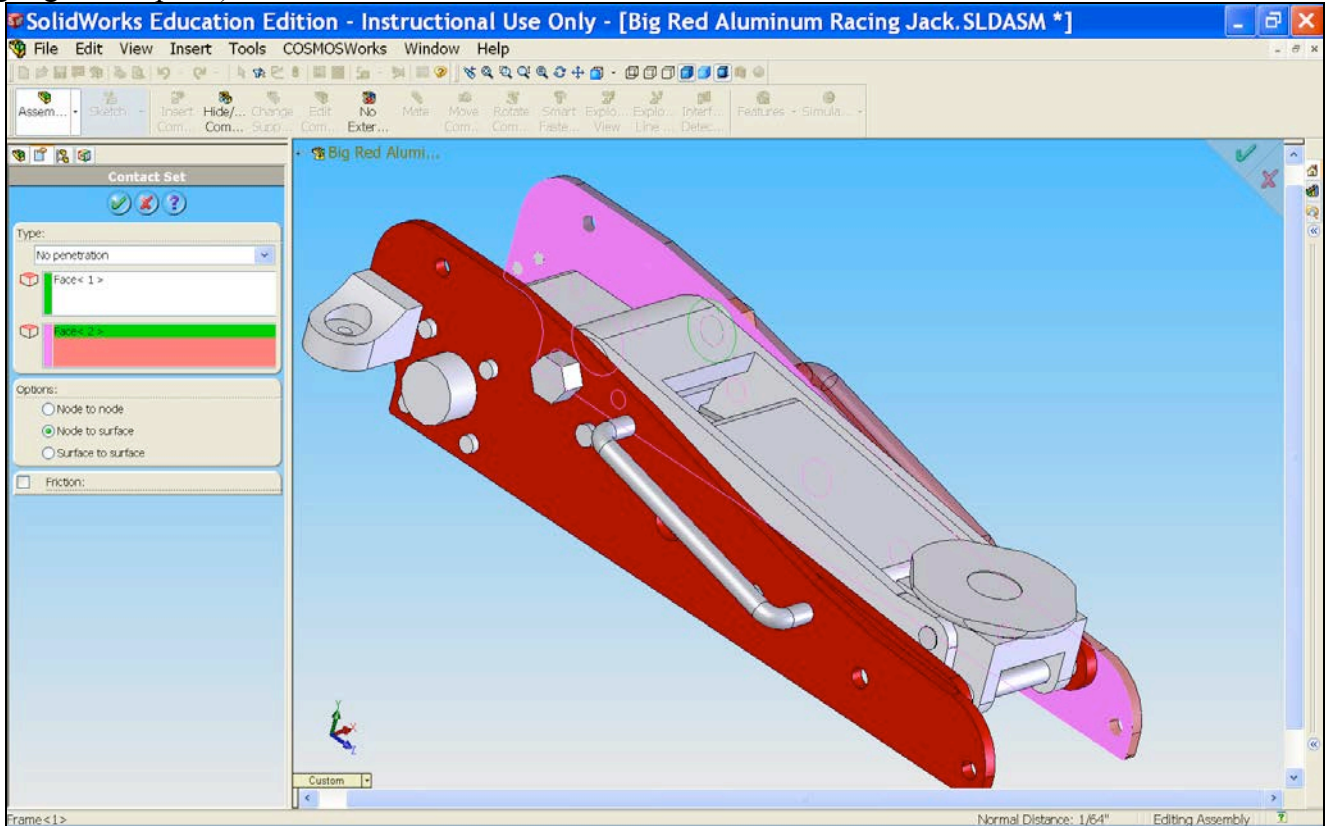 SolidWorks Education Edition - Instructional Use Only - [Big Red Aluminum Racing Jack.SLDASM *]
File Edit View Insert Tools COSMOSWorks Window Help
Assem... Sketch Insert Com... Hide/... Com... Change Supp... Edit Com... No Exter... Mate Move Com... Rotate Com... Smart Faste... Explo... View Explo... Line ... Interf... Detec... Features Simula...
Big Red Alumi...
Contact Set
Type:
No penetration
Face< 1 >
Face< 2 >
Options:
Node to node
Node to surface
Surface to surface
Friction:
Y
X
Z
Custom
Frame<1> Normal Distance: 1/64" Editing Assembly